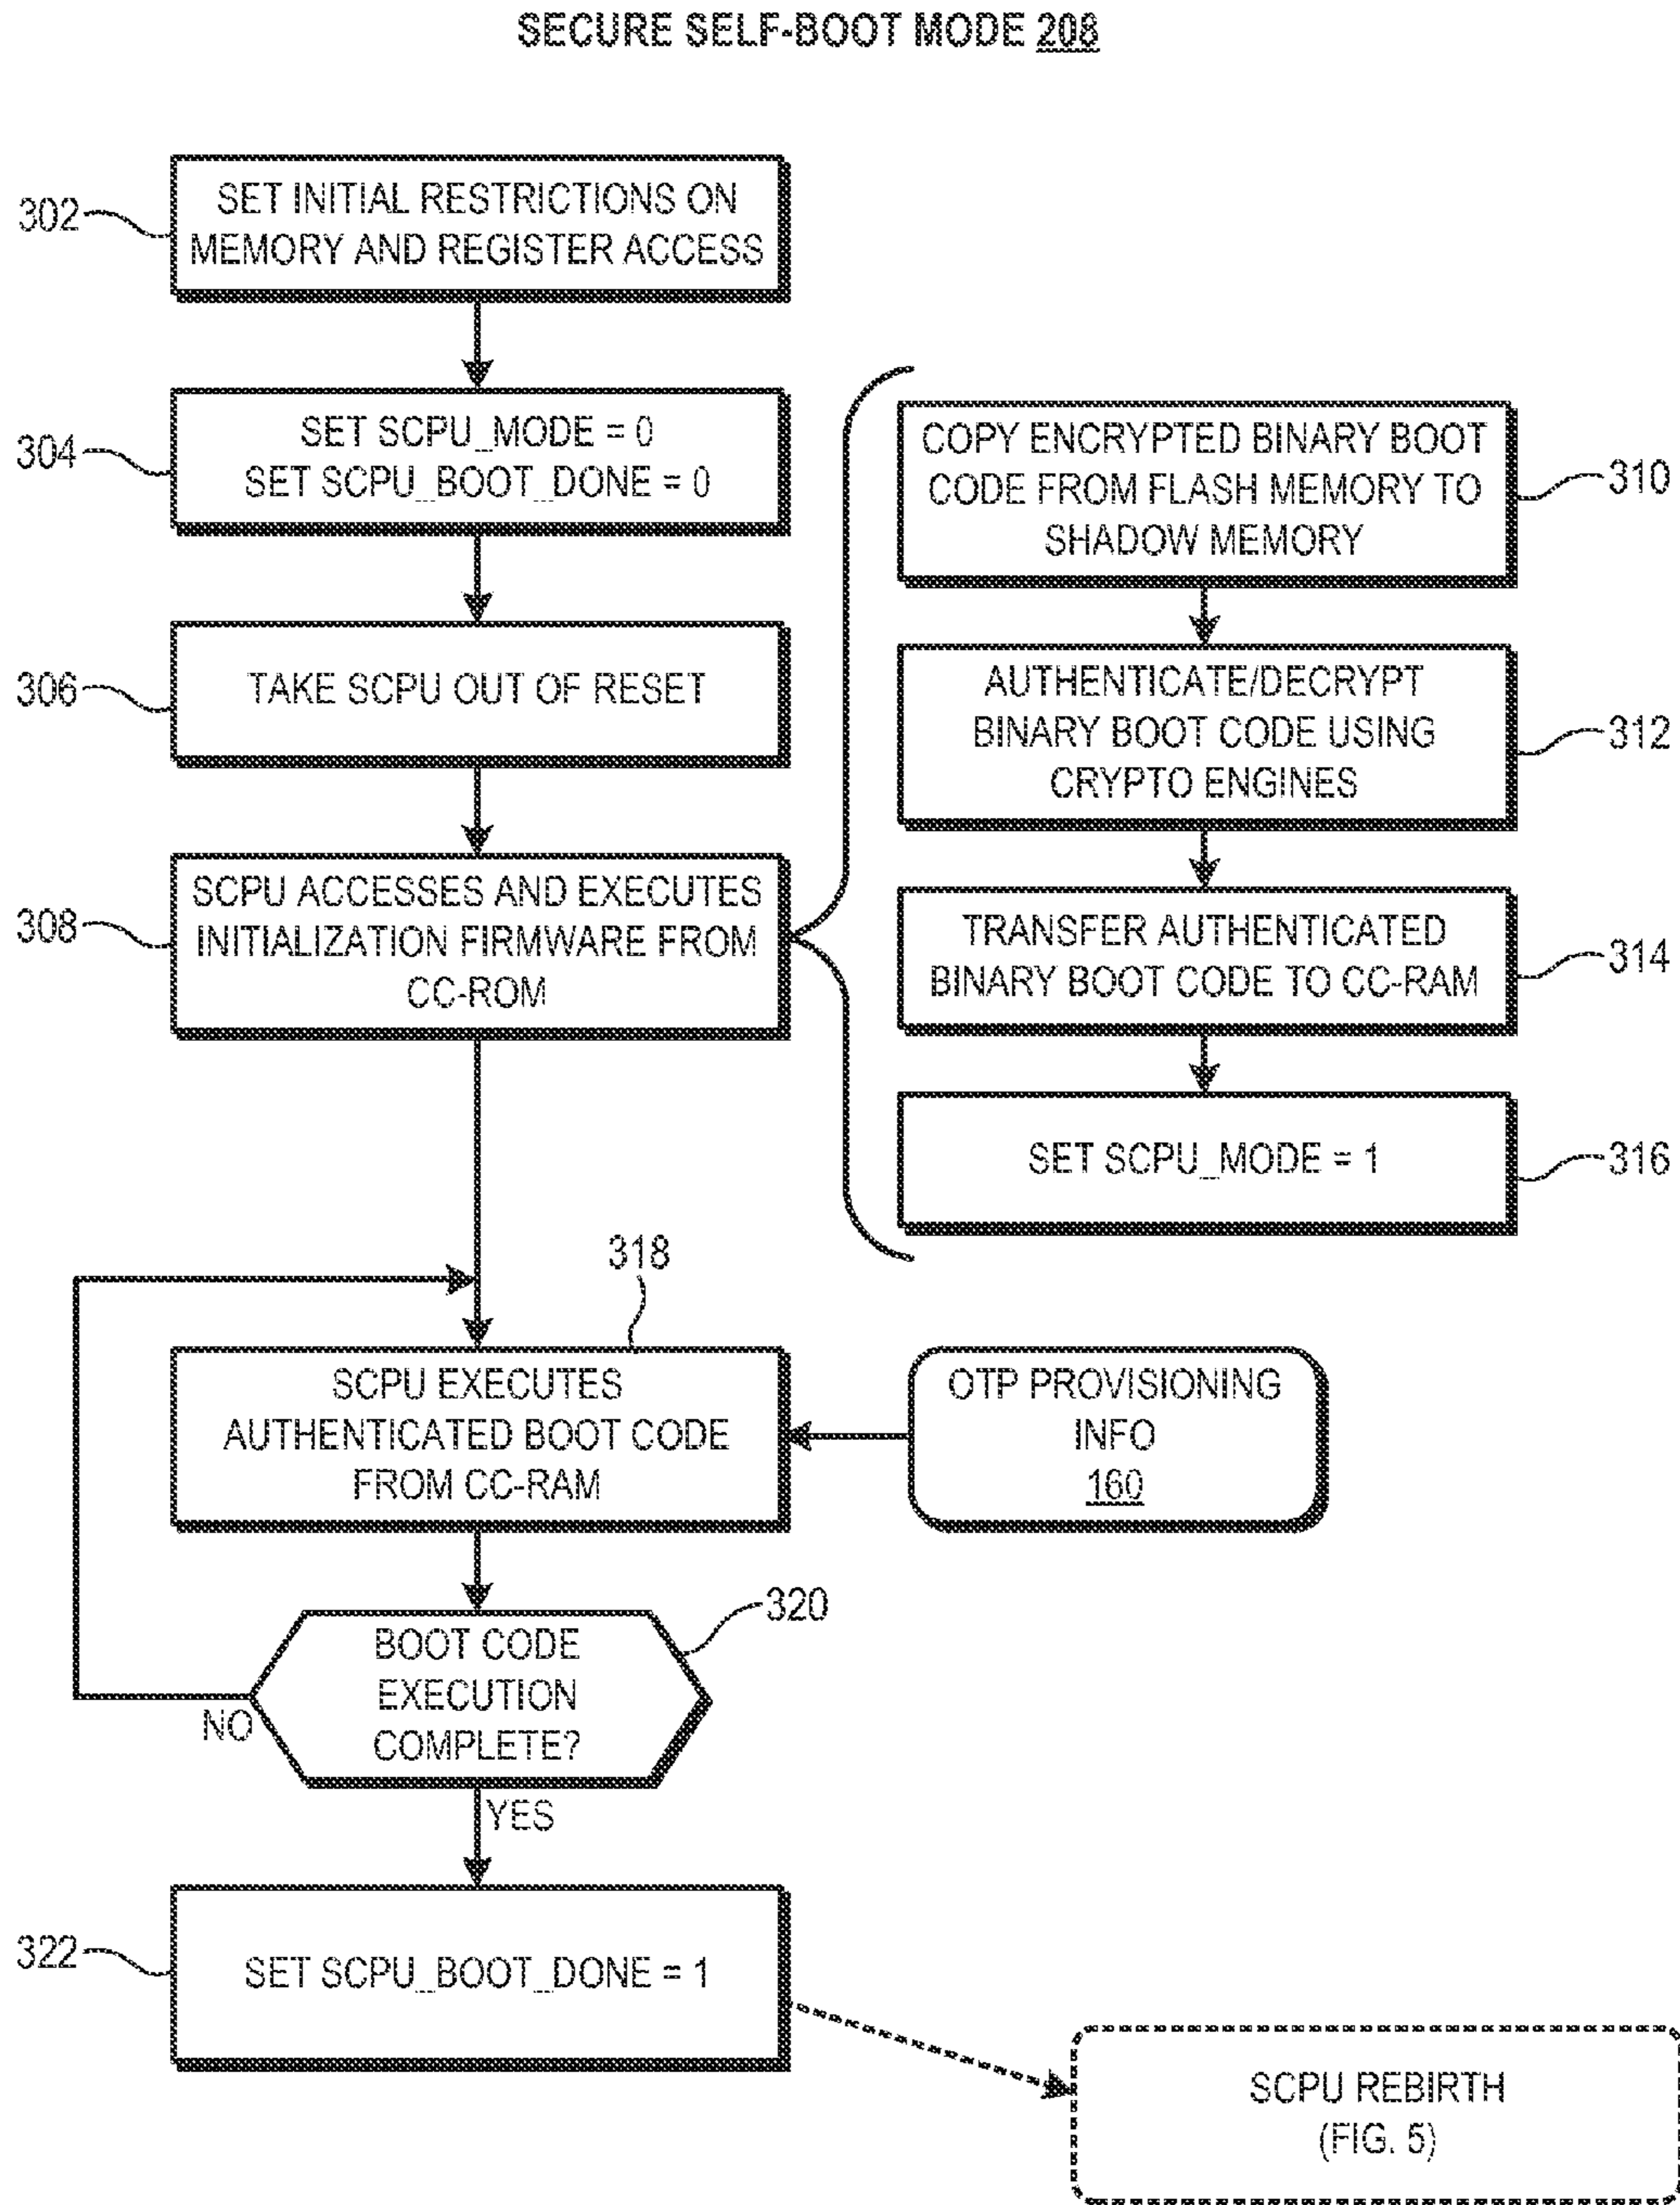 SECURE SELF-BOOT MODE 208
302
SET INITIAL RESTRICTIONS ON
MEMORY AND REGISTER ACCESS
304
SET SCPU_MODE = 0
SET SCPU_BOOT_DONE = 0
306
TAKE SCPU OUT OF RESET
308
SCPU ACCESSES AND EXECUTES
INITIALIZATION FIRMWARE FROM
CC-ROM
COPY ENCRYPTED BINARY BOOT
CODE FROM FLASH MEMORY TO
SHADOW MEMORY
310
AUTHENTICATE/DECRYPT
BINARY BOOT CODE USING
CRYPTO ENGINES
312
TRANSFER AUTHENTICATED
BINARY BOOT CODE TO CC-RAM
314
SET SCPU_MODE = 1
316
318
SCPU EXECUTES
AUTHENTICATED BOOT CODE
FROM CC-RAM
OTP PROVISIONING
INFO
160
320
BOOT CODE
EXECUTION
COMPLETE?
NO
YES
322
SET SCPU_BOOT_DONE = 1
SCPU REBIRTH
(FIG. 5)